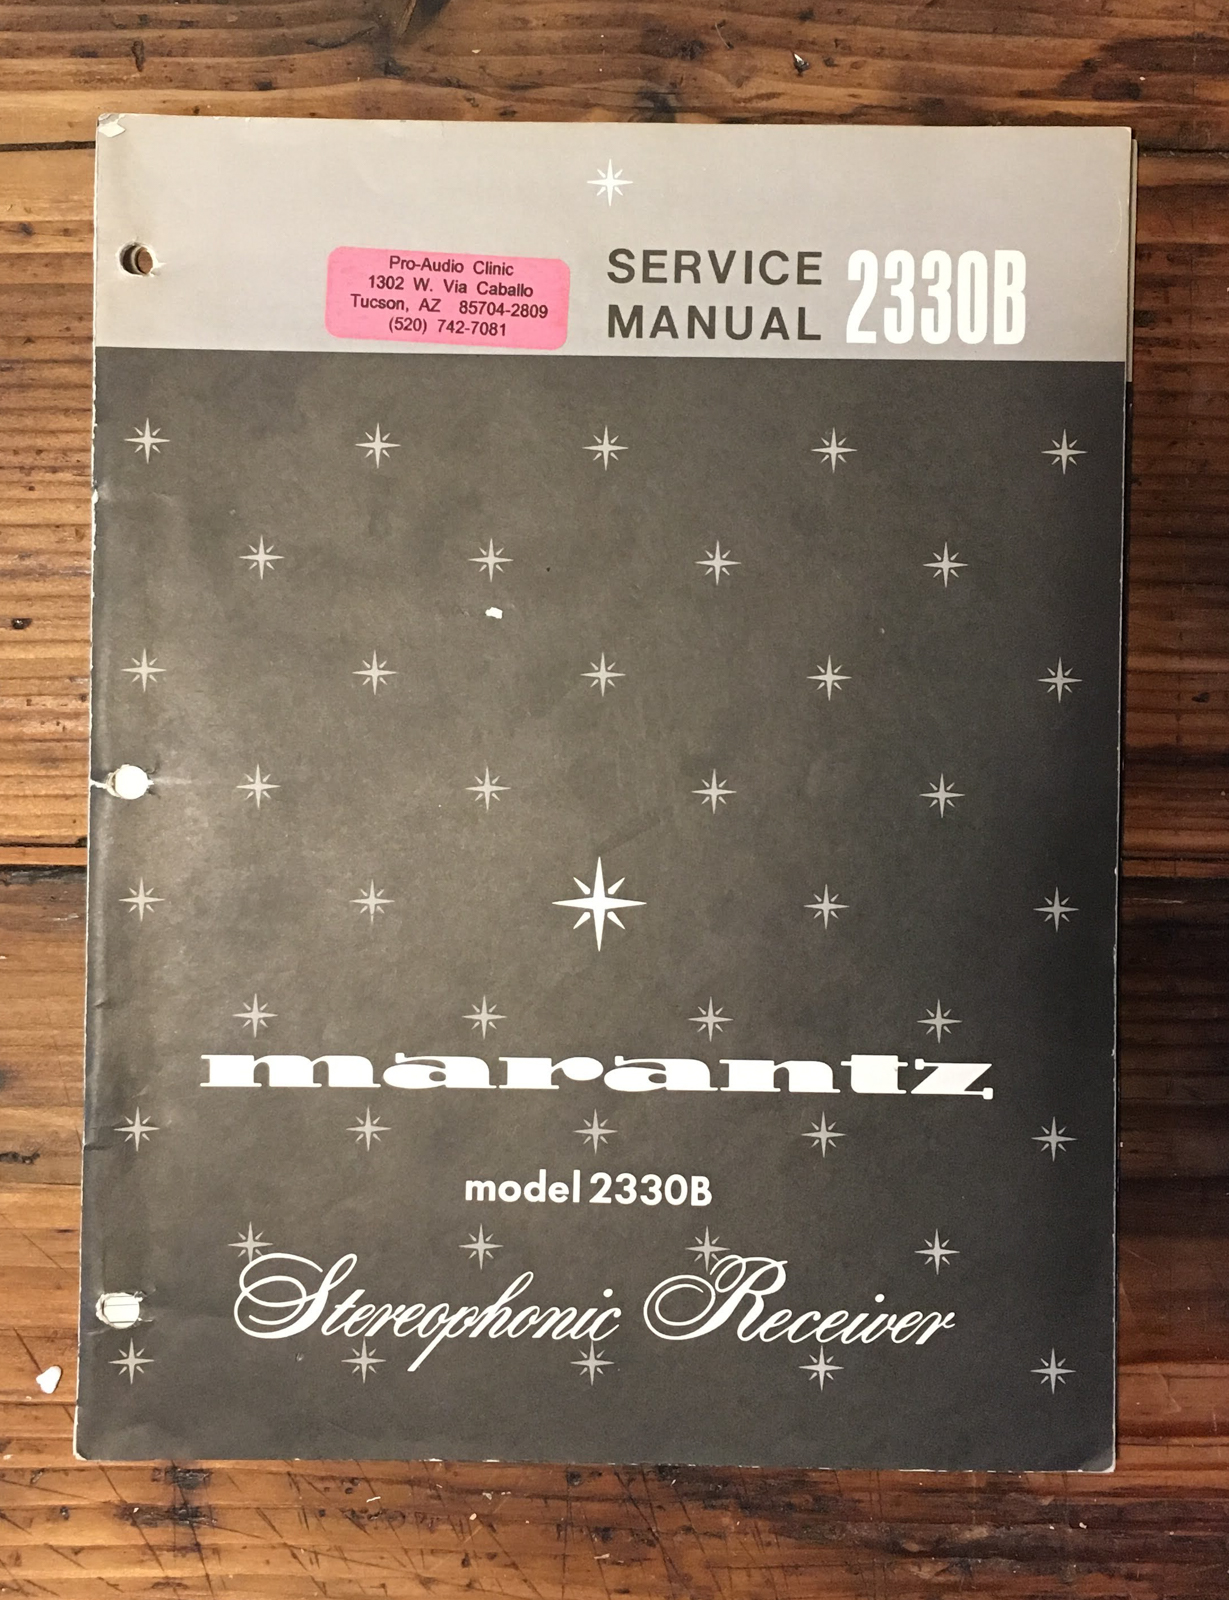 Pro-Audio Clinic
1302 W. Via Caballo
Tucson, AZ 85704-2809
(520) 742-7081
SERVICE
MANUAL
2330B
marantz
model 2330B
Stereophonic Receiver